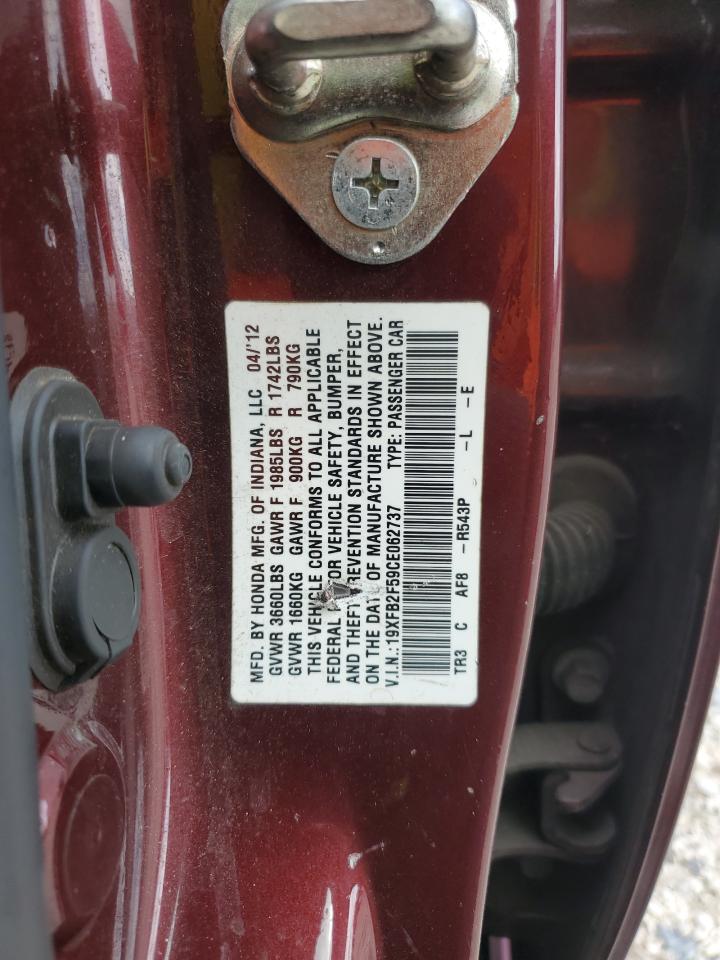 MFD. BY HONDA MFG. OF INDIANA, LLC 04/'12
GVWR 3660LBS GAWR F 1985LBS R 1742LBS
GVWR 1660KG GAWR F 900KG R 790KG
THIS VEHICLE CONFORMS TO ALL APPLICABLE
FEDERAL OR VEHICLE SAFETY, BUMPER,
AND THEFT PREVENTION STANDARDS IN EFFECT
ON THE DATE OF MANUFACTURE SHOWN ABOVE.
V.I.N.:19XFB2F59CE062737 TYPE: PASSENGER CAR
TR3 C AF8 -R543P -L -E